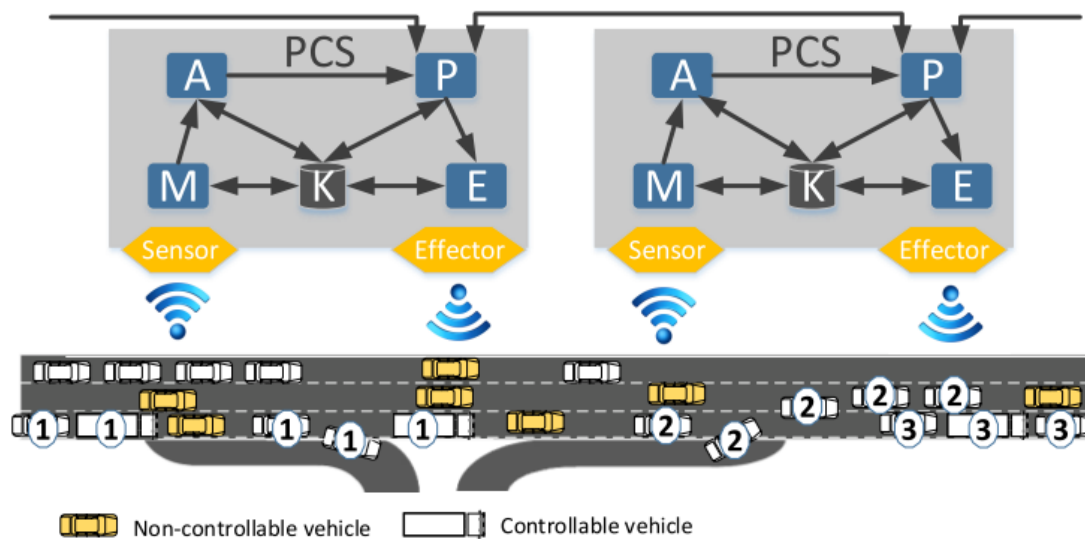 PCS PCS
A P A P
M K E M K E
Sensor Effector Sensor Effector
2 2 2
1 1 1 1 1 2 2 3 3 3
Non-controllable vehicle Controllable vehicle